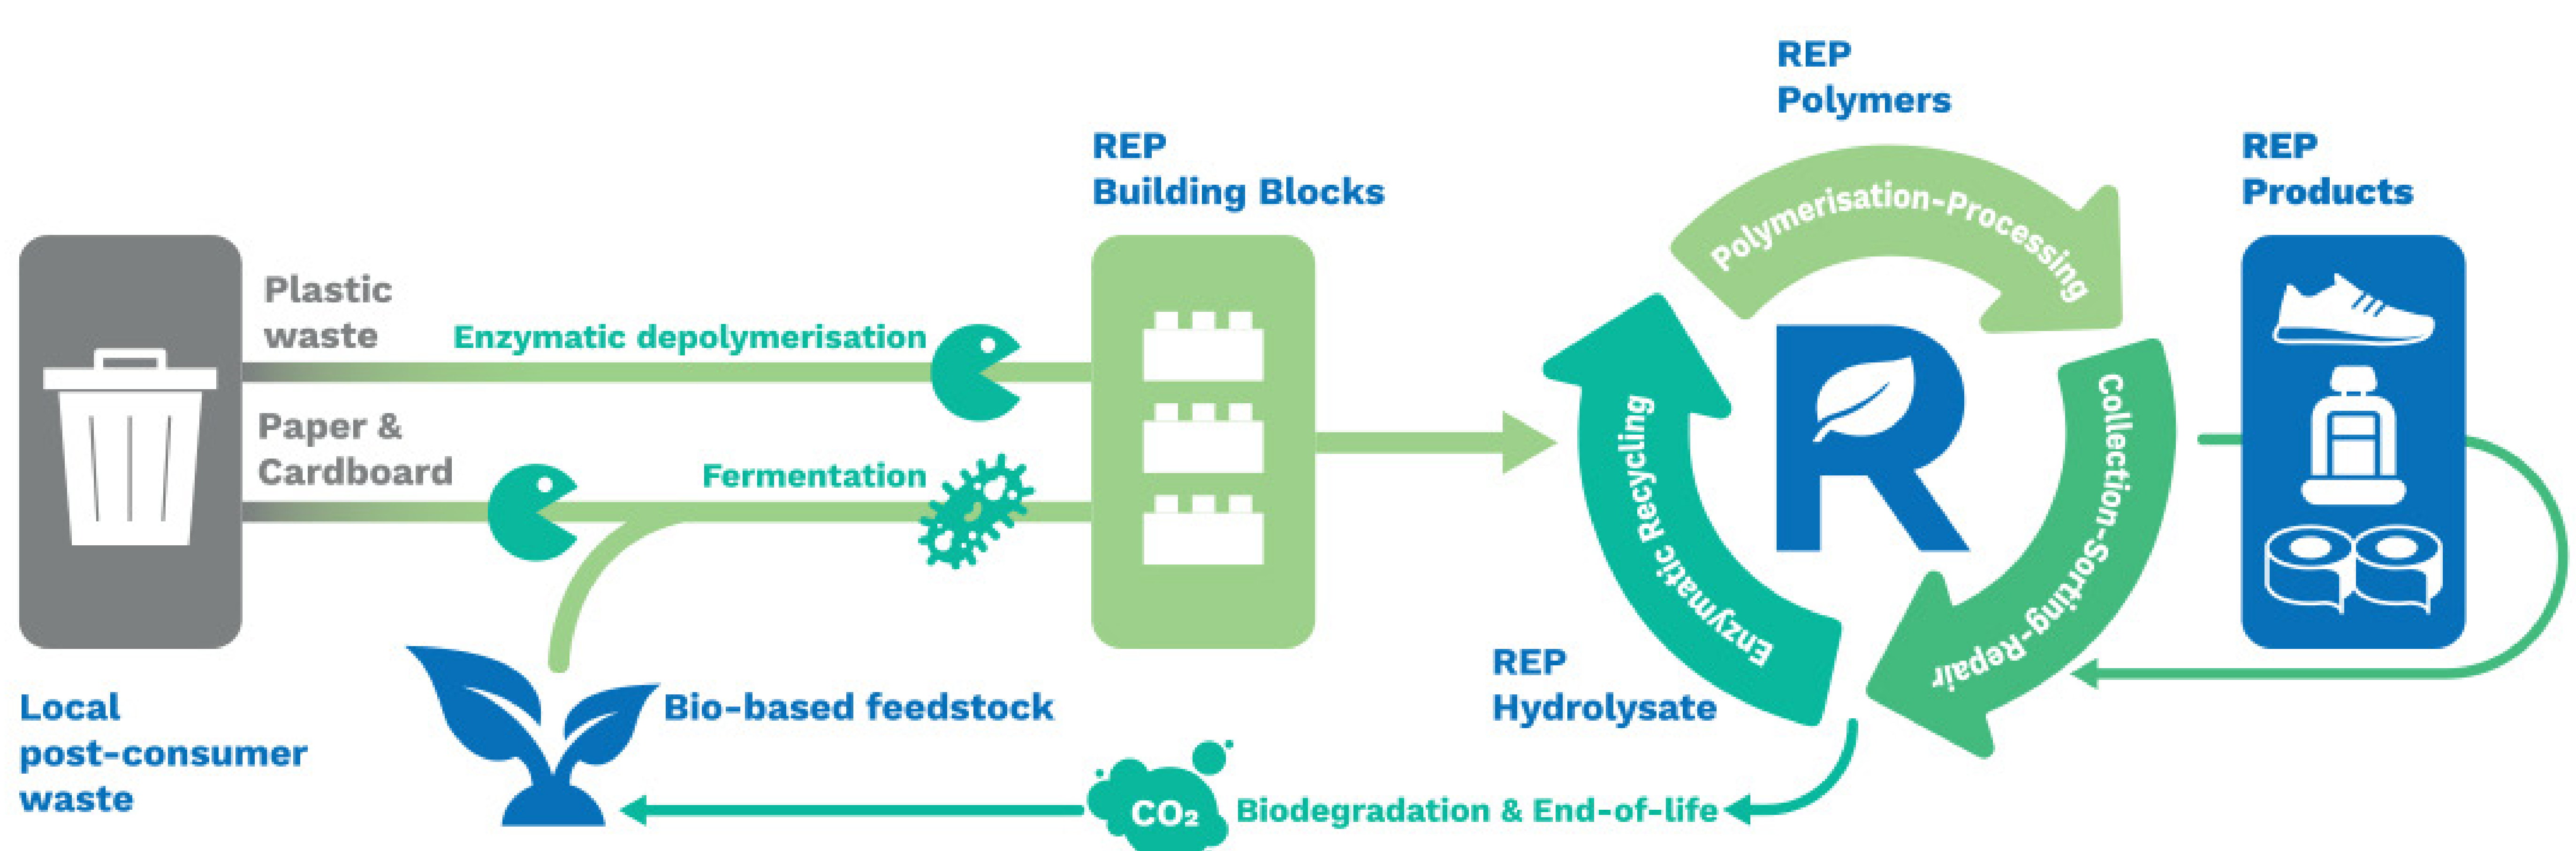 Plastic
waste
Enzymatic depolymerisation
Paper &
Cardboard
Fermentation
Local
post-consumer
waste
Bio-based feedstock
REP
Building Blocks
REP
Polymers
Polymerisation-Processing
Collection-Sorting-Repair
Enzymatic Recycling
R
REP
Hydrolysate
REP
Products
CO₂
Biodegradation & End-of-life